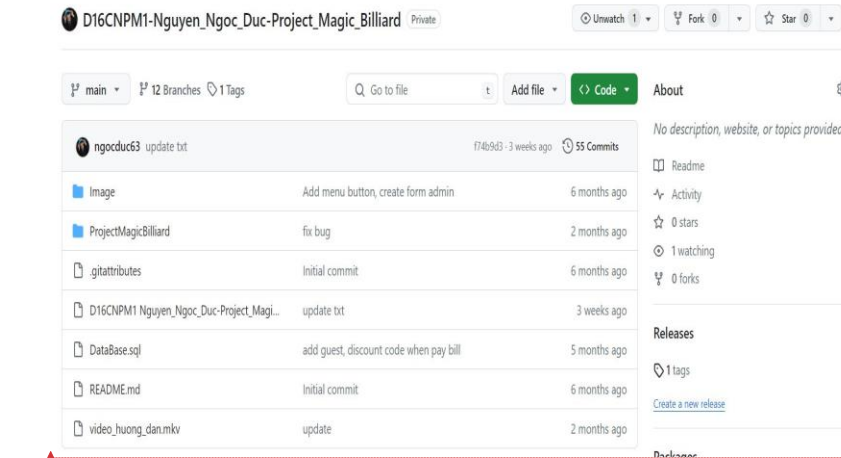 D16CNPM1-Nguyen_Ngoc_Duc-Project_Magic_Billiard Private
Unwatch 1 Fork 0 Star 0
main 12 Branches 1 Tags Go to file t Add file <> Code
ngocduc63 update txt f74b9d3 · 3 weeks ago 55 Commits
Image Add menu button, create form admin 6 months ago
ProjectMagicBilliard fix bug 2 months ago
.gitattributes Initial commit 6 months ago
D16CNPM1 Nguyen_Ngoc_Duc-Project_Magi... update txt 3 weeks ago
DataBase.sql add guest, discount code when pay bill 5 months ago
README.md Initial commit 6 months ago
video_huong_dan.mkv update 2 months ago
About
No description, website, or topics provided
Readme
Activity
0 stars
1 watching
0 forks
Releases
1 tags
Create a new release
Packages